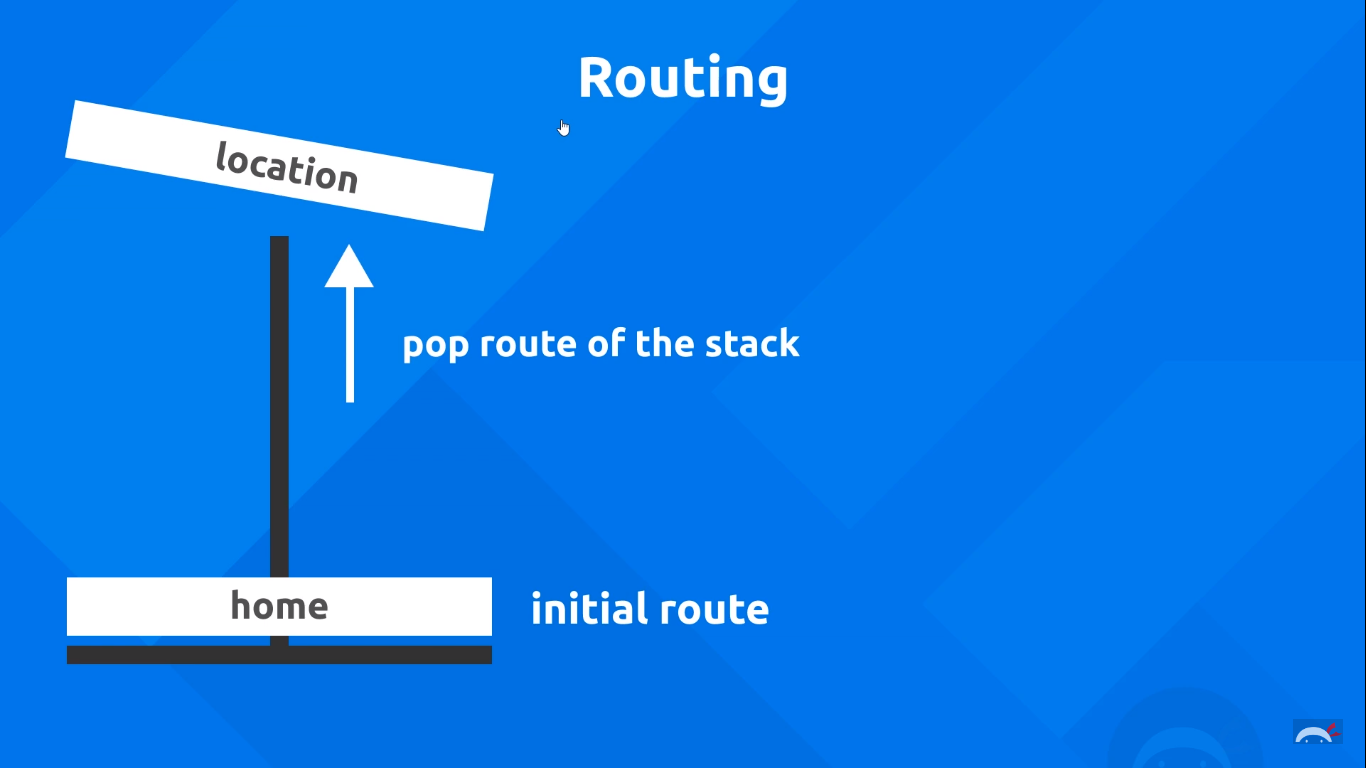 Routing
location
pop route of the stack
home
initial route